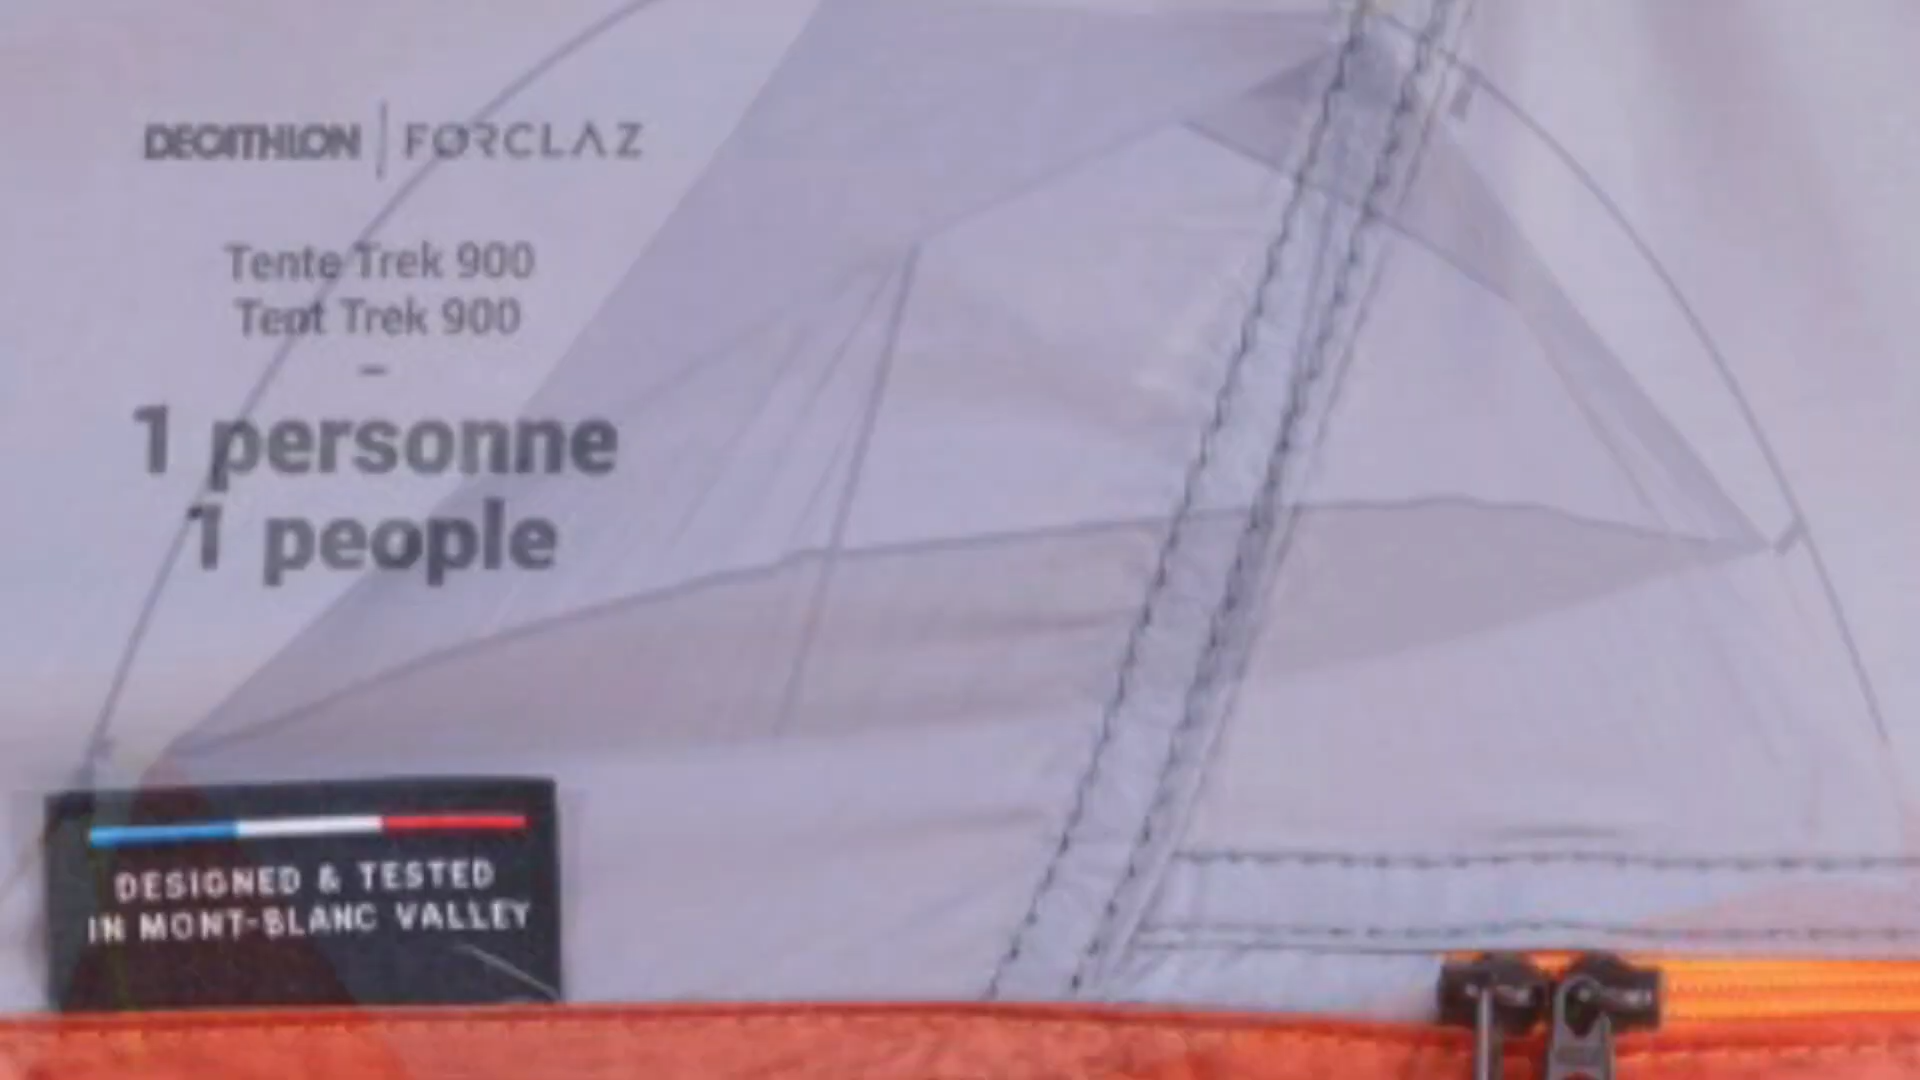 DECATHLON | FORCLAZ
Tente Trek 900
Tent Trek 900
–
1 personne
1 people
DESIGNED & TESTED
IN MONT-BLANC VALLEY